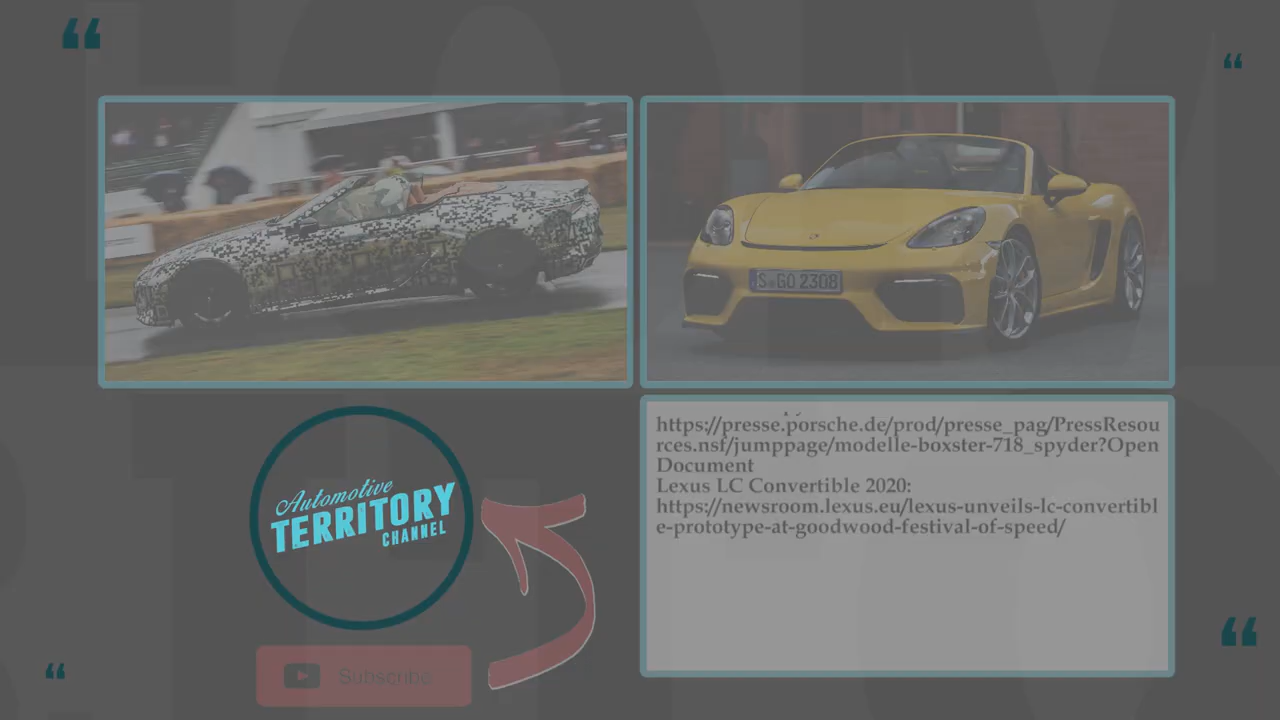 S GO 2308
https://presse.porsche.de/prod/presse_pag/PressResou
rces.nsf/jumppage/modelle-boxster-718_spyder?Open
Document
Lexus LC Convertible 2020:
https://newsroom.lexus.eu/lexus-unveils-lc-convertibl
e-prototype-at-goodwood-festival-of-speed/
Automotive
TERRITORY
CHANNEL
Subscribe